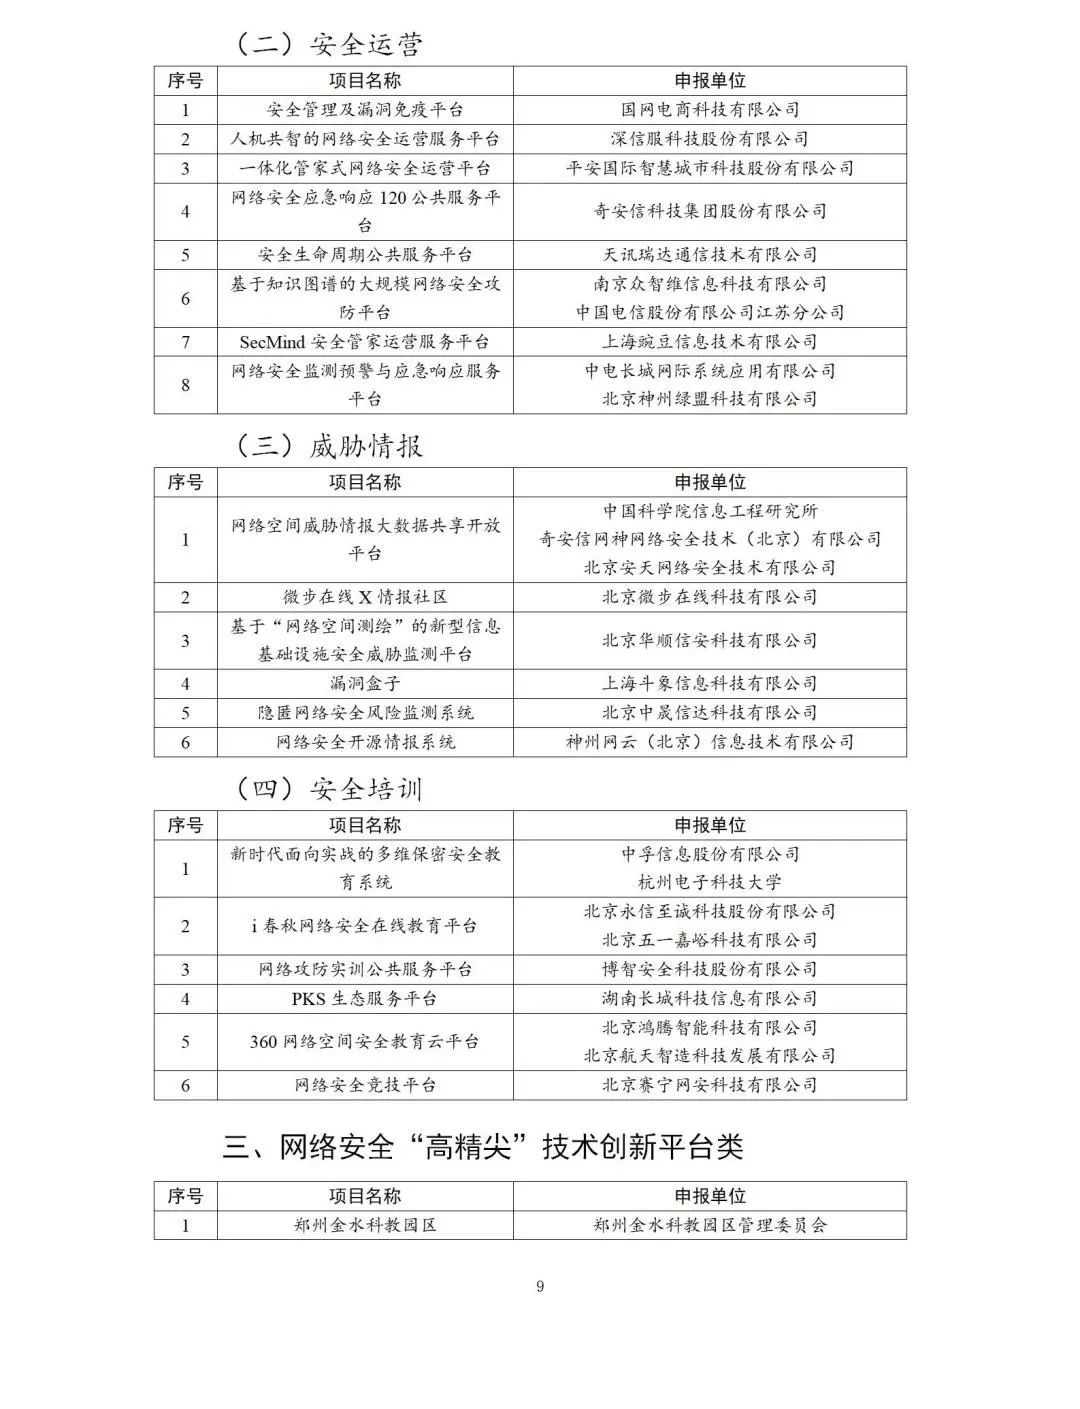 （二）安全运营
序号 项目名称 申报单位
1 安全管理及漏洞免疫平台 国网电商科技有限公司
2 人机共智的网络安全运营服务平台 深信服科技股份有限公司
3 一体化管家式网络安全运营平台 平安国际智慧城市科技股份有限公司
4 网络安全应急响应 120 公共服务平
台 奇安信科技集团股份有限公司
5 安全生命周期公共服务平台 天讯瑞达通信技术有限公司
6 基于知识图谱的大规模网络安全攻 南京众智维信息科技有限公司
防平台 中国电信股份有限公司江苏分公司
7 SecMind 安全管家运营服务平台 上海豌豆信息技术有限公司
8 网络安全监测预警与应急响应服务 中电长城网际系统应用有限公司
平台 北京神州绿盟科技有限公司
（三）威胁情报
序号 项目名称 申报单位
中国科学院信息工程研究所
1 网络空间威胁情报大数据共享开放 奇安信网神网络安全技术（北京）有限公司
平台 北京安天网络安全技术有限公司
2 微步在线 X 情报社区 北京微步在线科技有限公司
3 基于“网络空间测绘”的新型信息
基础设施安全威胁监测平台 北京华顺信安科技有限公司
4 漏洞盒子 上海斗象信息科技有限公司
5 隐匿网络安全风险监测系统 北京中晟信达科技有限公司
6 网络安全开源情报系统 神州网云（北京）信息技术有限公司
（四）安全培训
序号 项目名称 申报单位
1 新时代面向实战的多维保密安全教 中孚信息股份有限公司
育系统 杭州电子科技大学
2 i 春秋网络安全在线教育平台 北京永信至诚科技股份有限公司
北京五一嘉峪科技有限公司
3 网络攻防实训公共服务平台 博智安全科技股份有限公司
4 PKS 生态服务平台 湖南长城科技信息有限公司
5 360 网络空间安全教育云平台 北京鸿腾智能科技有限公司
北京航天智造科技发展有限公司
6 网络安全竞技平台 北京赛宁网安科技有限公司
三、网络安全“高精尖”技术创新平台类
序号 项目名称 申报单位
1 郑州金水科教园区 郑州金水科教园区管理委员会
9